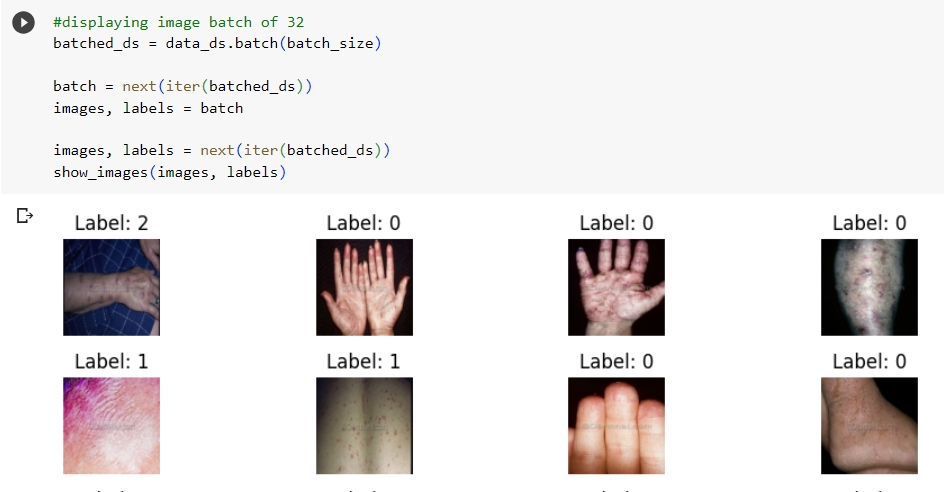 #displaying image batch of 32
batched_ds = data_ds.batch(batch_size)
batch = next(iter(batched_ds))
images, labels = batch
images, labels = next(iter(batched_ds))
show_images(images, labels)
Label: 2 Label: 0 Label: 0 Label: 0
Label: 1 Label: 1 Label: 0 Label: 0